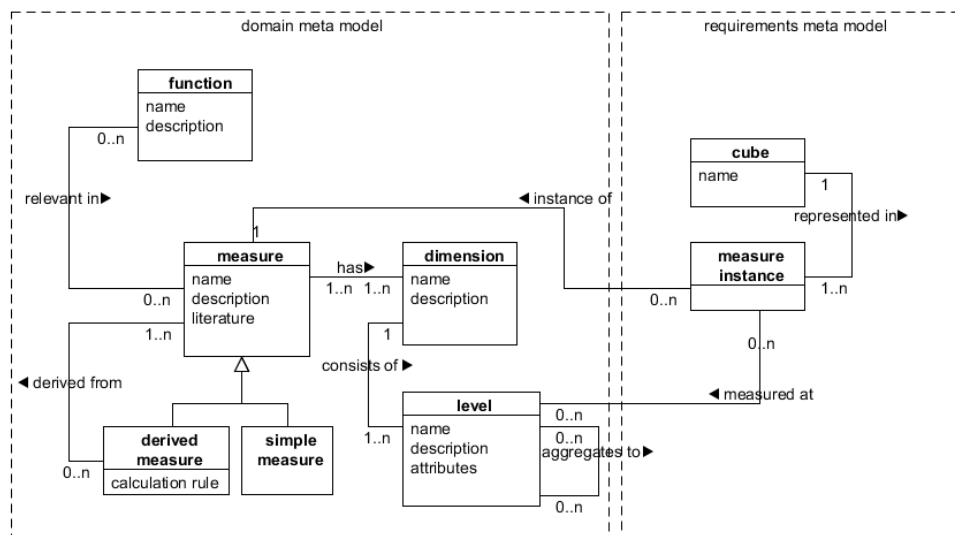 domain meta model
requirements meta model
function
name
description
0..n
relevant in▶
0..n
cube
name
1
represented in▶
1..n
◀ instance of
1
0..n
measure
name
description
literature
1..n
has▶
1..n 1..n
dimension
name
description
1
consists of ▶
1..n
measure
instance
0..n
◀ measured at
0..n
◀ derived from
0..n
derived
measure
calculation rule
simple
measure
level
name
description
attributes
0..n
aggregates to▶
0..n